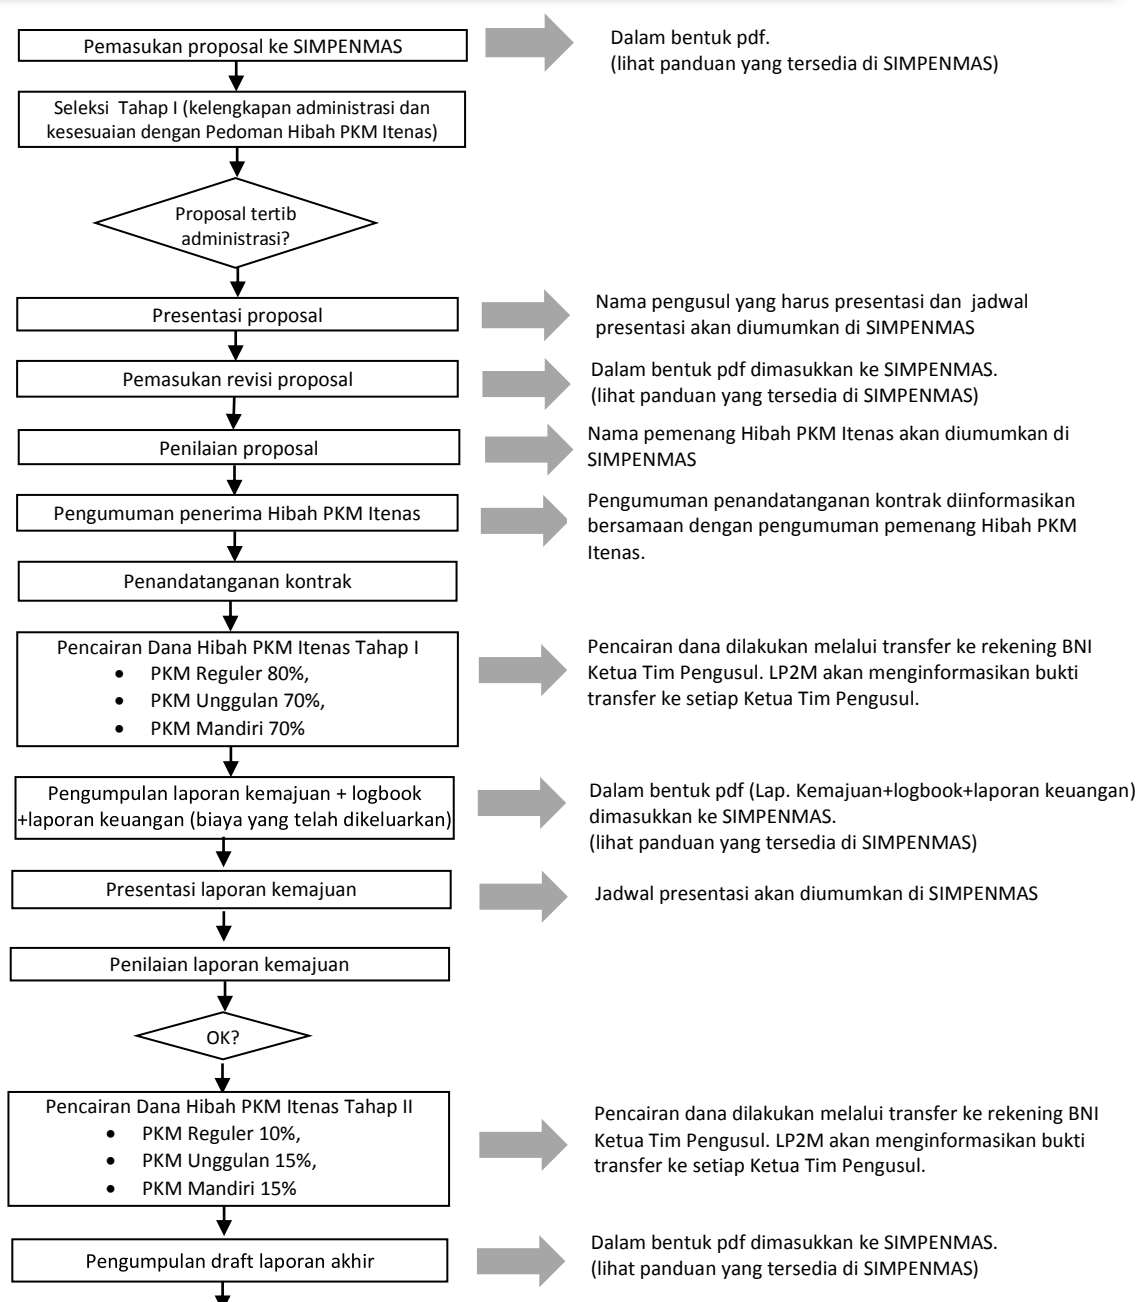 Pemasukan proposal ke SIMPENMAS
Dalam bentuk pdf.
(lihat panduan yang tersedia di SIMPENMAS)
Seleksi  Tahap I (kelengkapan administrasi dan
kesesuaian dengan Pedoman Hibah PKM Itenas)
Proposal tertib
administrasi?
Presentasi proposal
Nama pengusul yang harus presentasi dan  jadwal
presentasi akan diumumkan di SIMPENMAS
Pemasukan revisi proposal
Dalam bentuk pdf dimasukkan ke SIMPENMAS.
(lihat panduan yang tersedia di SIMPENMAS)
Penilaian proposal
Nama pemenang Hibah PKM Itenas akan diumumkan di
SIMPENMAS
Pengumuman penerima Hibah PKM Itenas
Pengumuman penandatanganan kontrak diinformasikan
bersamaan dengan pengumuman pemenang Hibah PKM
Itenas.
Penandatanganan kontrak
Pencairan Dana Hibah PKM Itenas Tahap I
• PKM Reguler 80%,
• PKM Unggulan 70%,
• PKM Mandiri 70%
Pencairan dana dilakukan melalui transfer ke rekening BNI
Ketua Tim Pengusul. LP2M akan menginformasikan bukti
transfer ke setiap Ketua Tim Pengusul.
Pengumpulan laporan kemajuan + logbook
+laporan keuangan (biaya yang telah dikeluarkan)
Dalam bentuk pdf (Lap. Kemajuan+logbook+laporan keuangan)
dimasukkan ke SIMPENMAS.
(lihat panduan yang tersedia di SIMPENMAS)
Presentasi laporan kemajuan
Jadwal presentasi akan diumumkan di SIMPENMAS
Penilaian laporan kemajuan
OK?
Pencairan Dana Hibah PKM Itenas Tahap II
• PKM Reguler 10%,
• PKM Unggulan 15%,
• PKM Mandiri 15%
Pencairan dana dilakukan melalui transfer ke rekening BNI
Ketua Tim Pengusul. LP2M akan menginformasikan bukti
transfer ke setiap Ketua Tim Pengusul.
Pengumpulan draft laporan akhir
Dalam bentuk pdf dimasukkan ke SIMPENMAS.
(lihat panduan yang tersedia di SIMPENMAS)